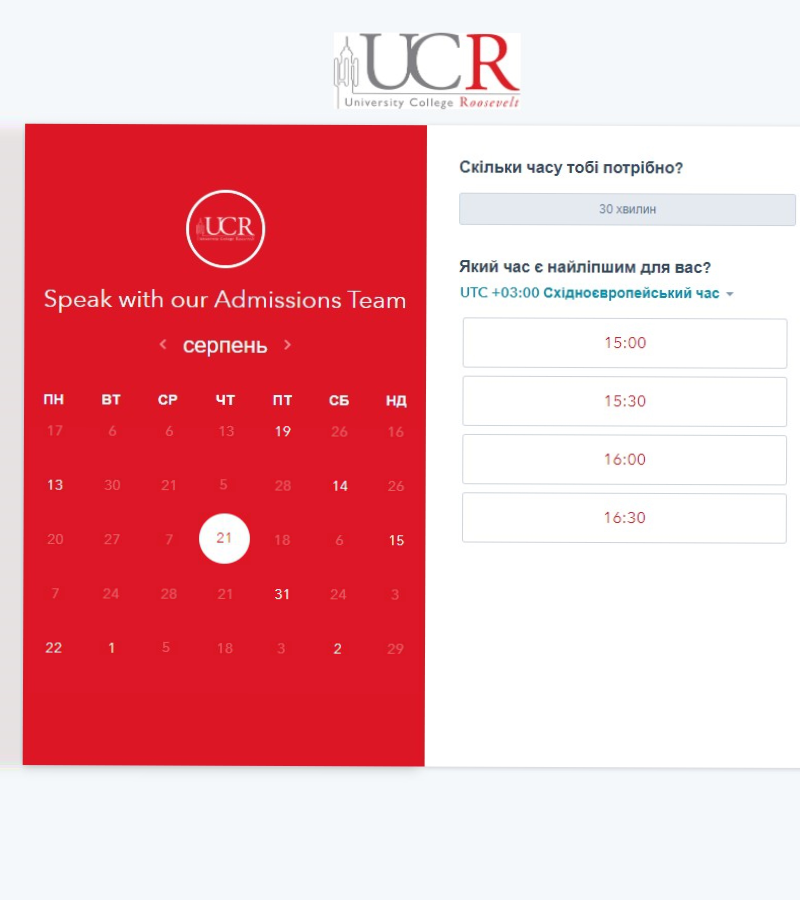 UCR
University College Roosevelt
UCR
University College Roosevelt
Speak with our Admissions Team
серпень
ПН ВТ СР ЧТ ПТ СБ НД
17 6 6 13 19 26 16
13 30 21 5 28 14 26
20 27 7 21 18 6 15
7 24 28 21 31 24 3
22 1 5 18 3 2 29
Скільки часу тобі потрібно?
30 хвилин
Який час є найліпшим для вас?
UTC +03:00 Східноєвропейський час
15:00
15:30
16:00
16:30